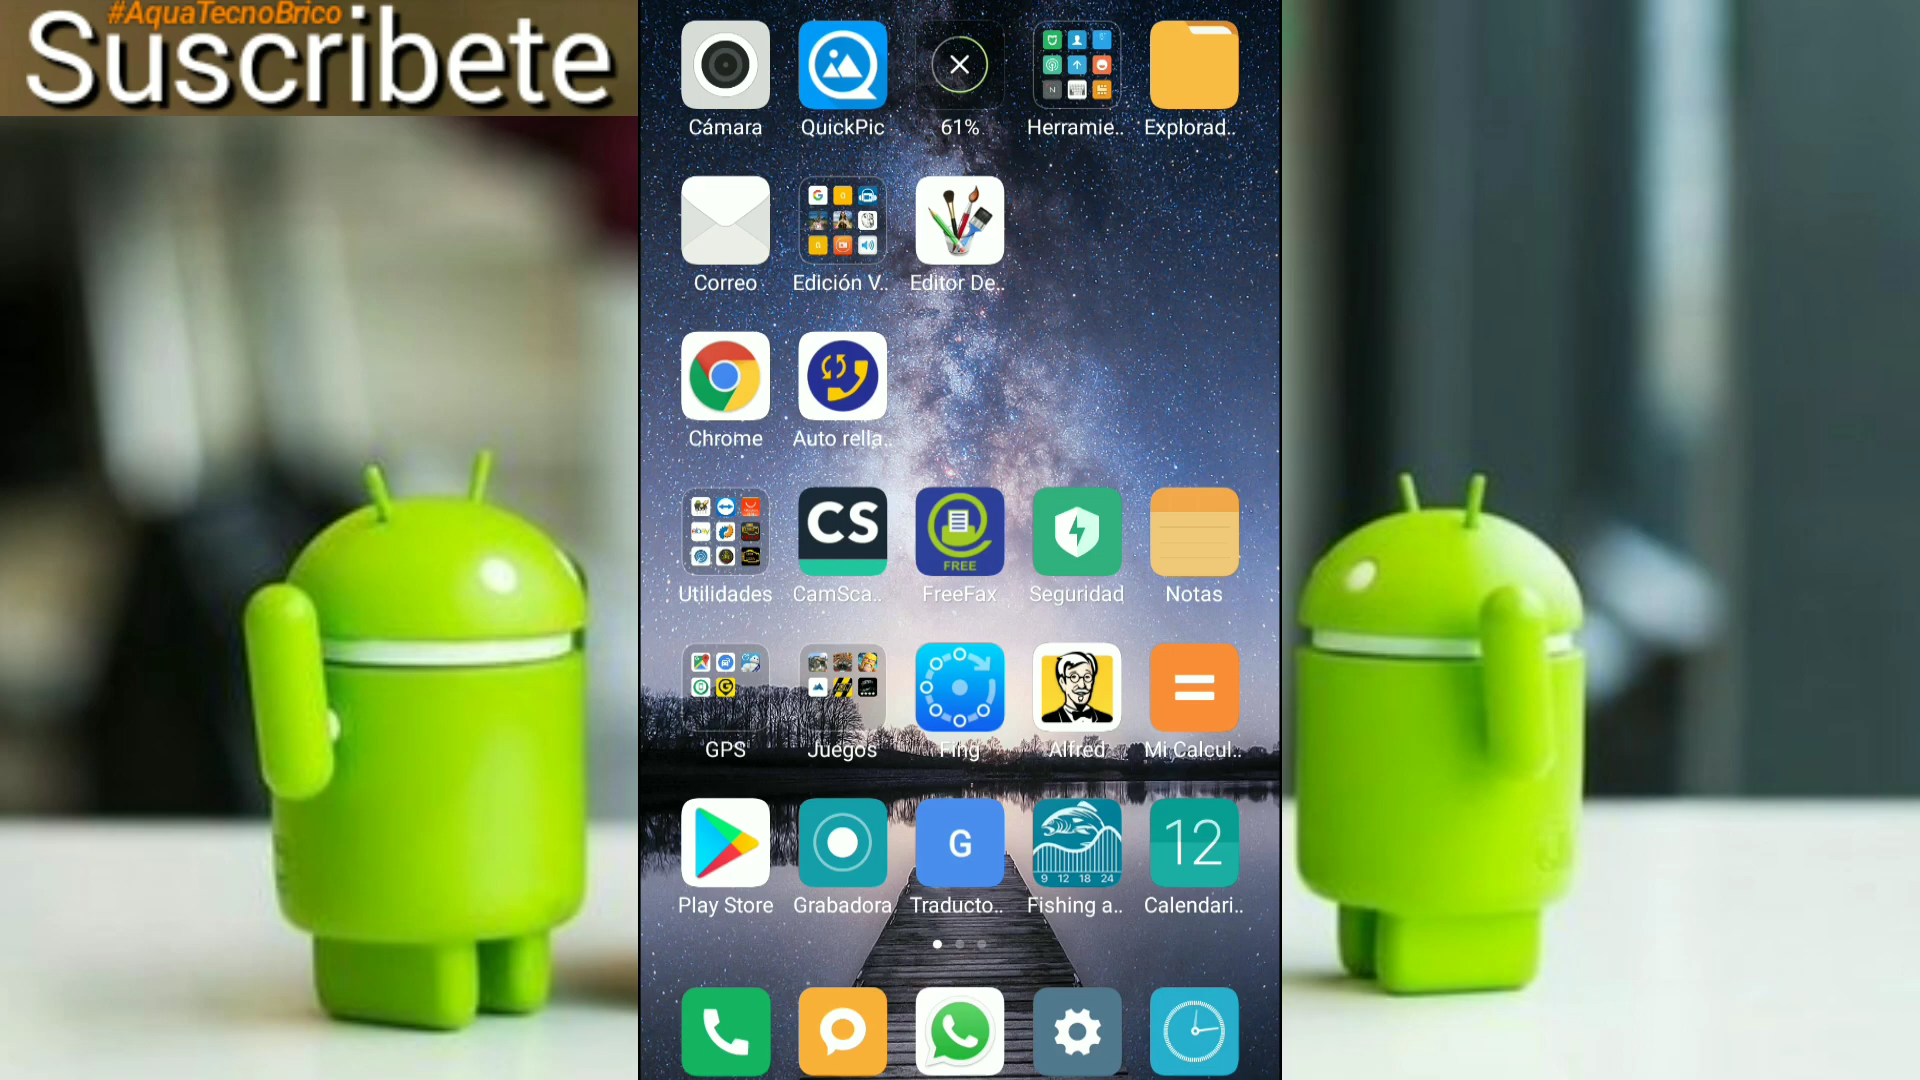 #AquaTecnoBrico
Suscribete
Cámara
QuickPic
61%
Herramie..
Explorad..
Correo
Edición V..
Editor De..
Chrome
Auto rella..
Utilidades
CS
CamSca..
FREE
FreeFax
Seguridad
Notas
GPS
Juegos
Fing
Alfred
Mi Calcul..
Play Store
Grabadora
G
Traducto..
9 12 18 24
Fishing a..
12
Calendari..